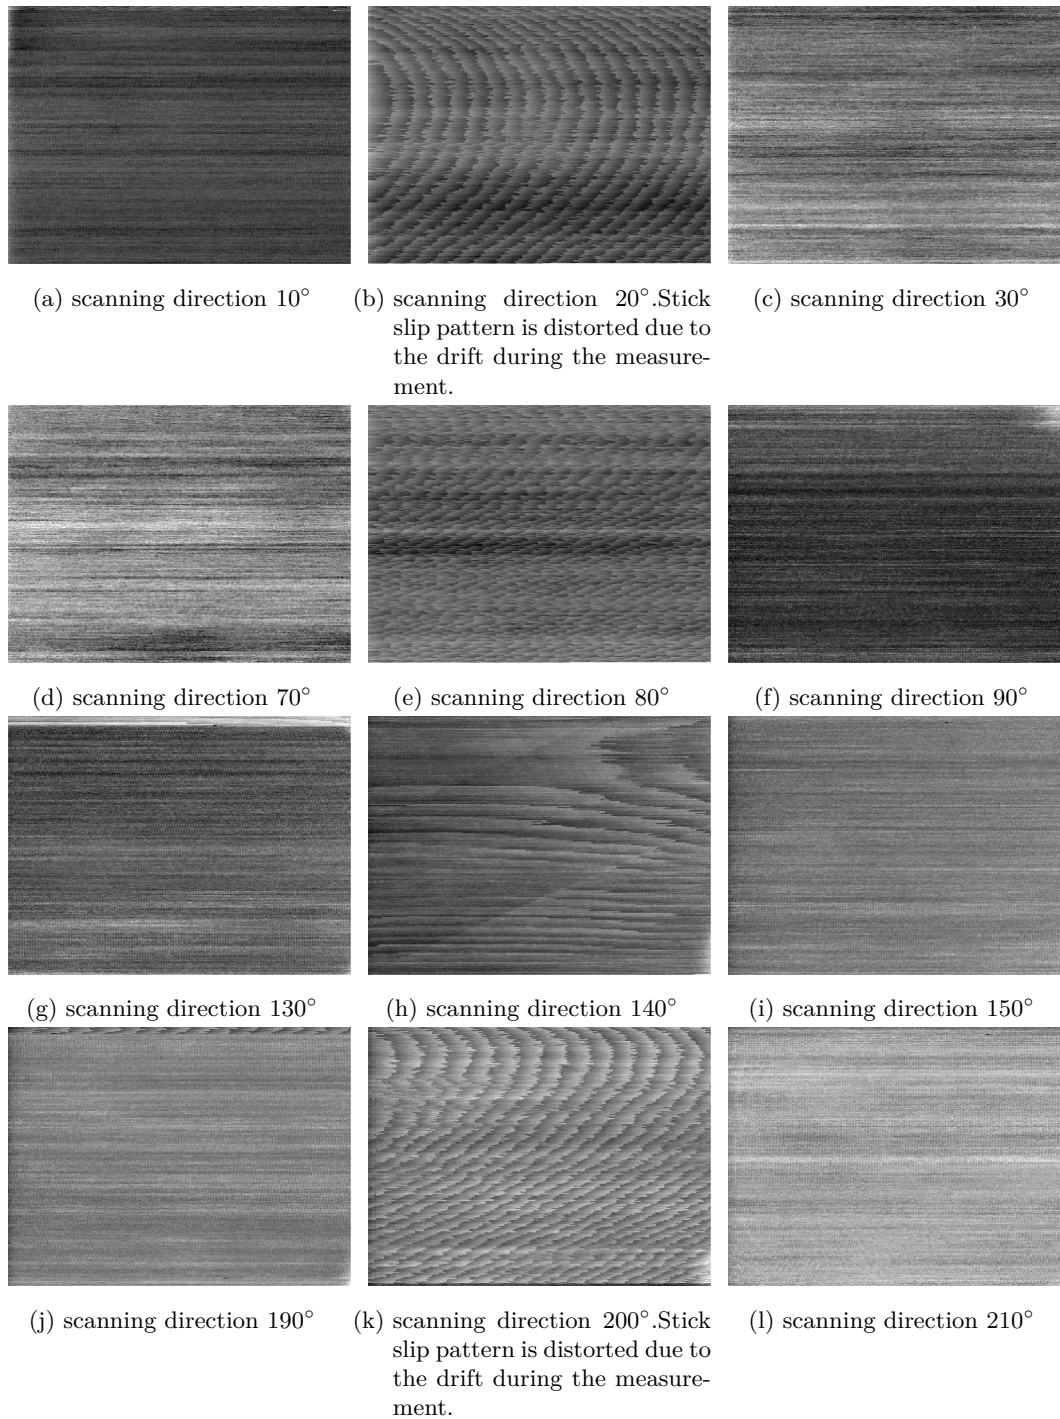 (a) scanning direction 10°
(b) scanning direction 20°.Stick
slip pattern is distorted due to
the drift during the measure-
ment.
(c) scanning direction 30°
(d) scanning direction 70°
(e) scanning direction 80°
(f) scanning direction 90°
(g) scanning direction 130°
(h) scanning direction 140°
(i) scanning direction 150°
(j) scanning direction 190°
(k) scanning direction 200°.Stick
slip pattern is distorted due to
the drift during the measure-
ment.
(l) scanning direction 210°